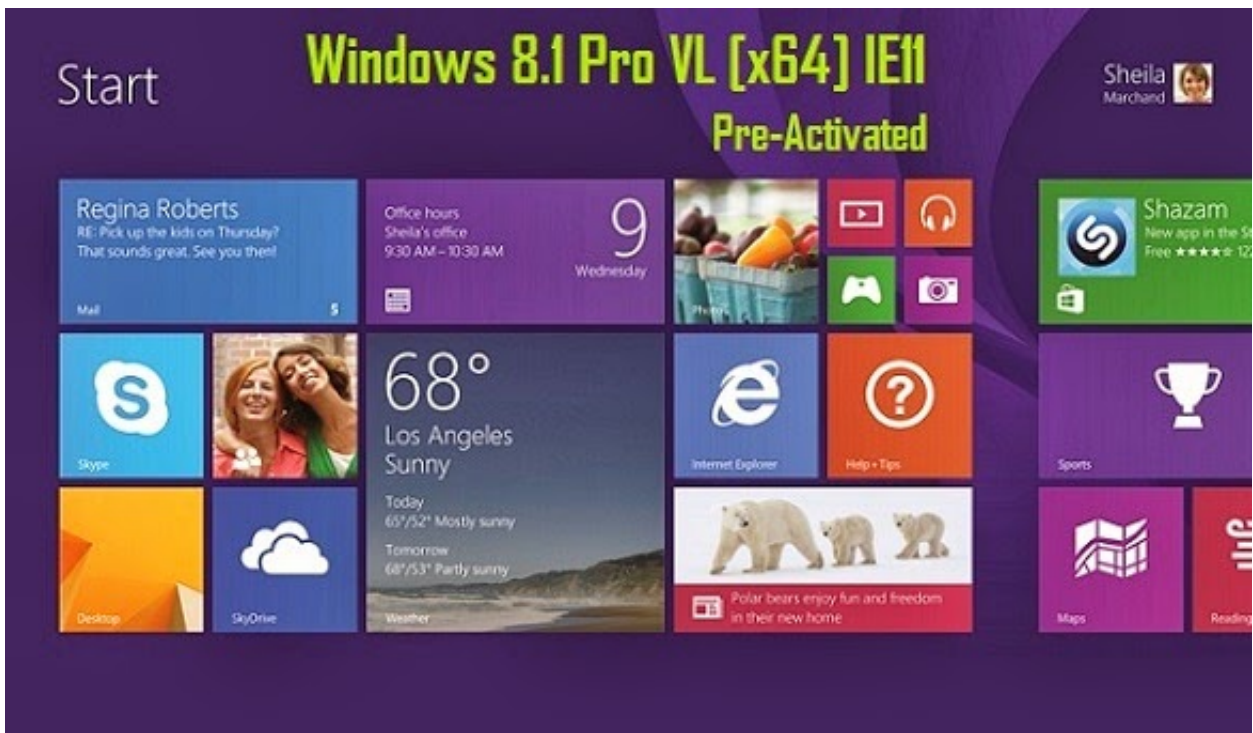 Start
Windows 8.1 Pro VL [x64] IE11
Pre-Activated
Sheila
Marchand
Regina Roberts
RE: Pick up the kids on Thursday?
That sounds great. See you then!
Mail
5
Office hours
Sheila's office
9:30 AM – 10:30 AM
9
Wednesday
Photos
Shazam
New app in the St
Free ★★★★☆ 122
Skype
68°
Los Angeles
Sunny
Today
65°/52° Mostly sunny
Tomorrow
68°/53° Partly sunny
Weather
Internet Explorer
Help+Tips
Sports
Desktop
SkyDrive
Polar bears enjoy fun and freedom
in their new home
Maps
Reading